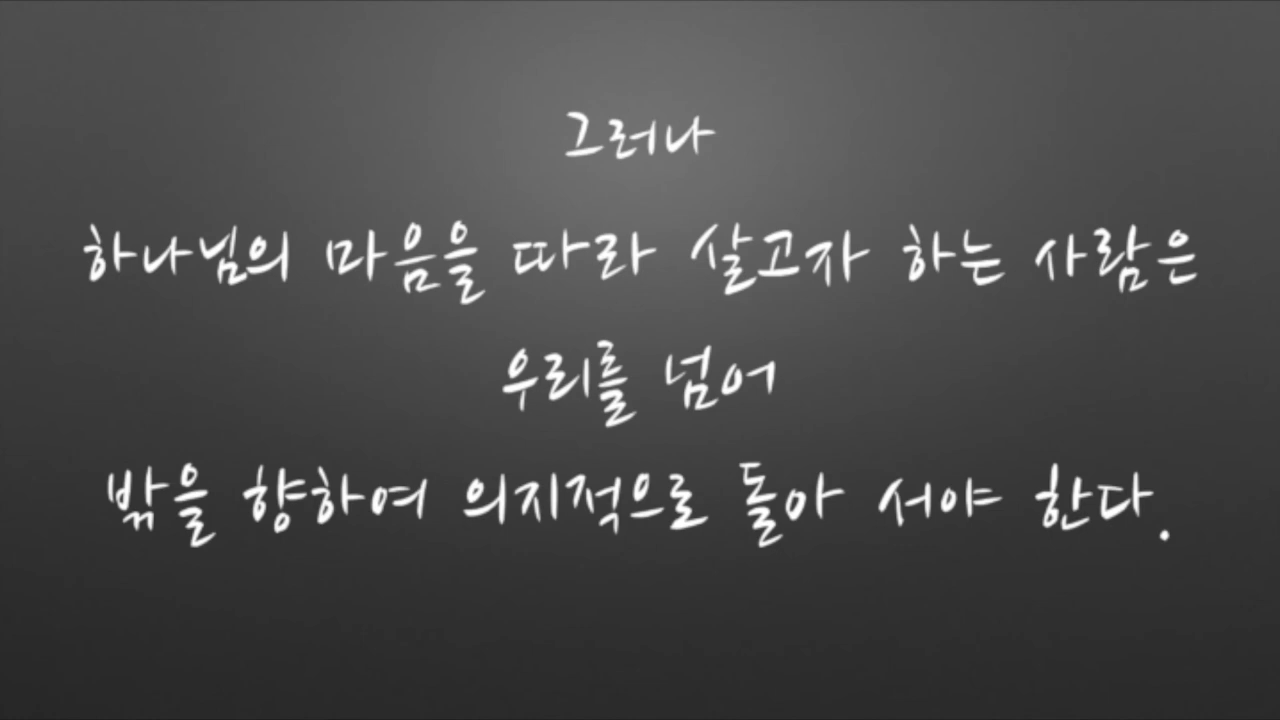 그러나
하나님의 마음을 따라 살고자 하는 사람은
우리를 넘어
밖을 향하여 의지적으로 돌아 서야 한다.